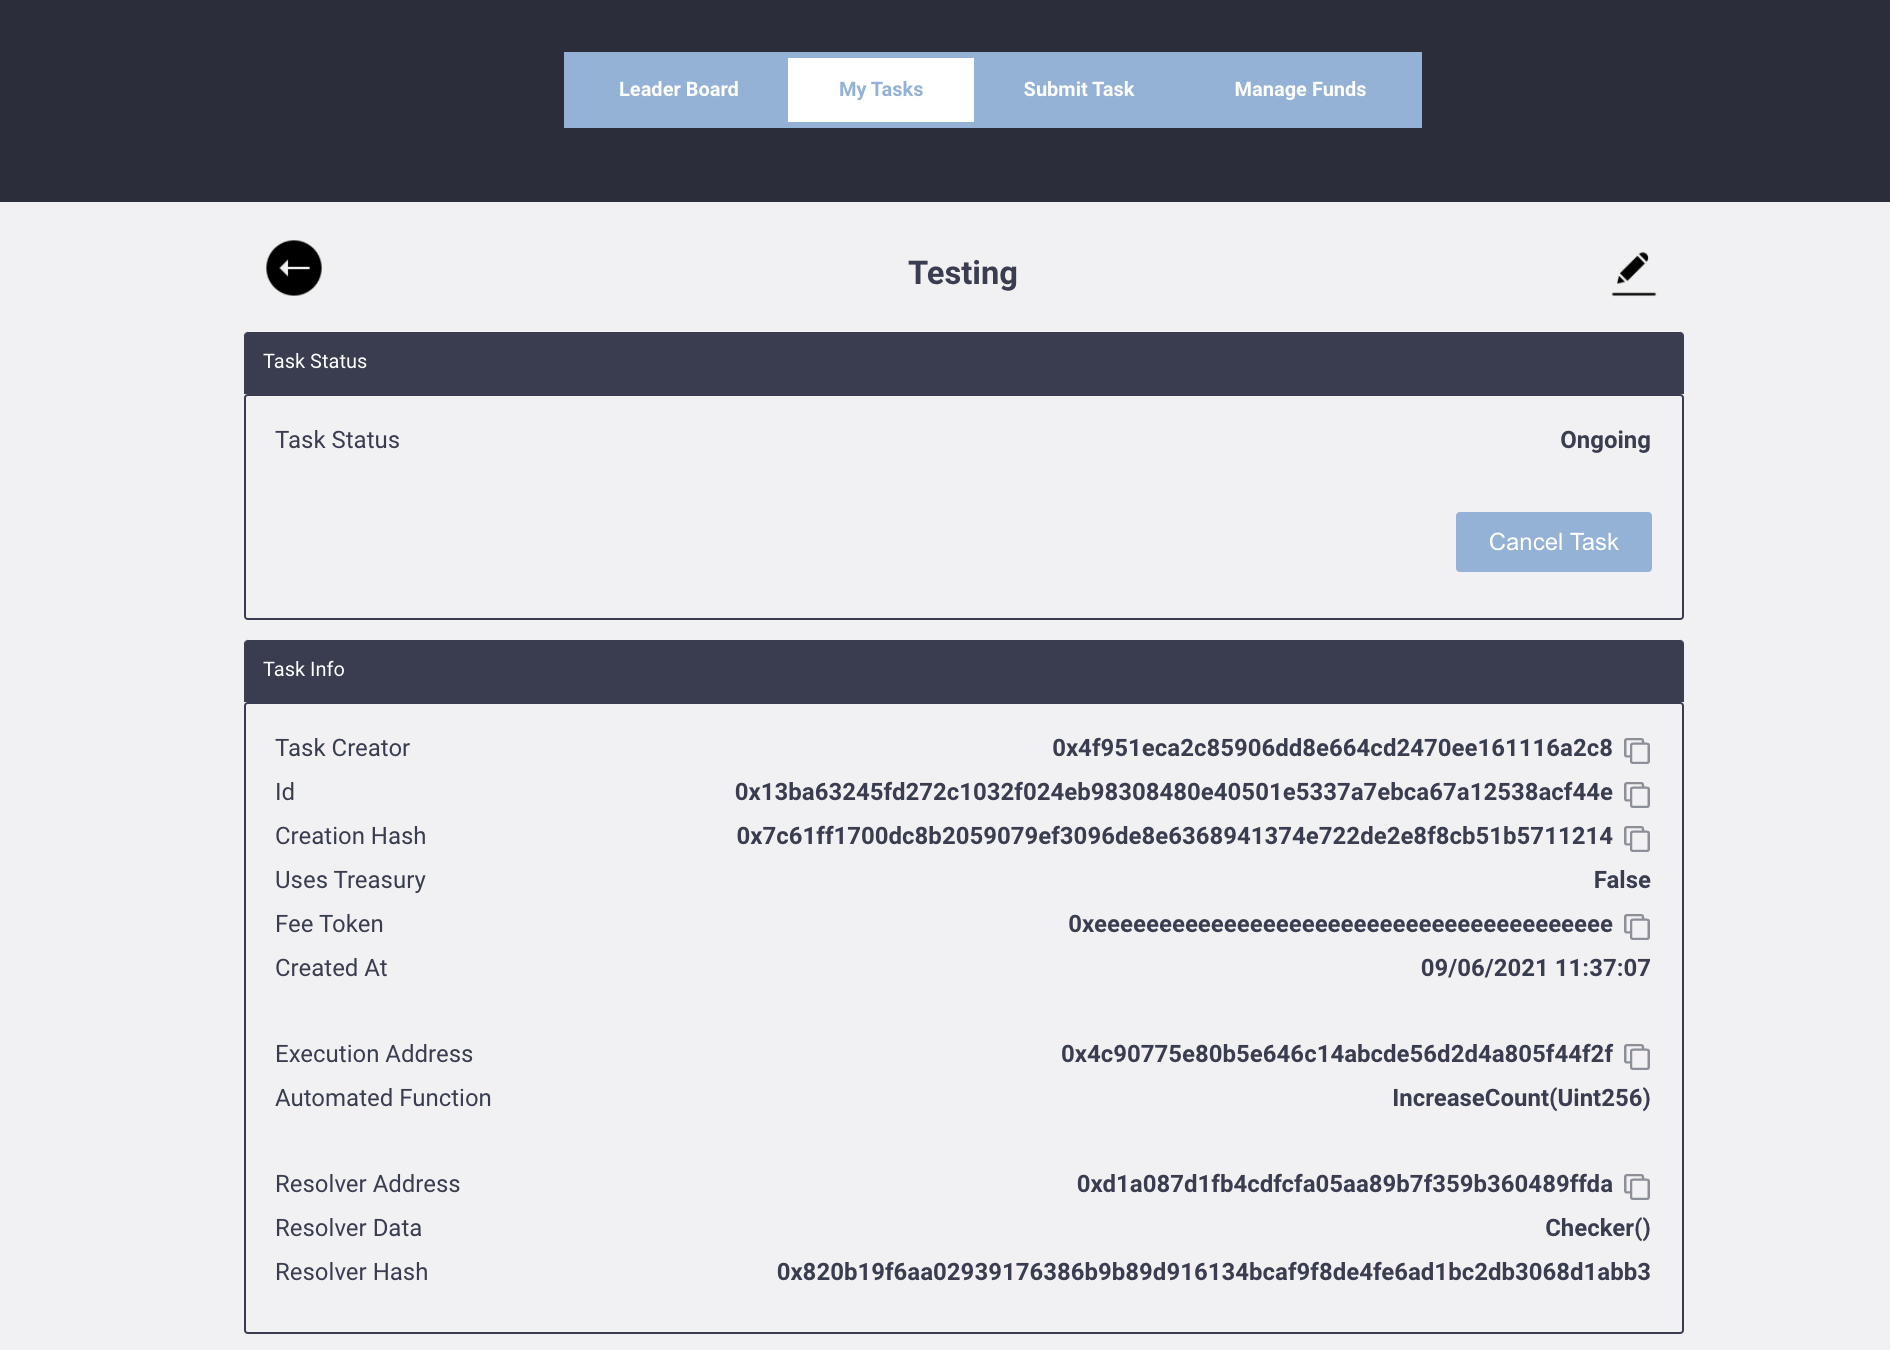 Leader Board My Tasks Submit Task Manage Funds
Testing
Task Status
Task Status Ongoing
Cancel Task
Task Info
Task Creator 0x4f951eca2c85906dd8e664cd2470ee161116a2c8
Id 0x13ba63245fd272c1032f024eb98308480e40501e5337a7ebca67a12538acf44e
Creation Hash 0x7c61ff1700dc8b2059079ef3096de8e6368941374e722de2e8f8cb51b5711214
Uses Treasury False
Fee Token 0xeeeeeeeeeeeeeeeeeeeeeeeeeeeeeeeeeeeeeeee
Created At 09/06/2021 11:37:07
Execution Address 0x4c90775e80b5e646c14abcde56d2d4a805f44f2f
Automated Function IncreaseCount(Uint256)
Resolver Address 0xd1a087d1fb4cdfcfa05aa89b7f359b360489ffda
Resolver Data Checker()
Resolver Hash 0x820b19f6aa02939176386b9b89d916134bcaf9f8de4fe6ad1bc2db3068d1abb3